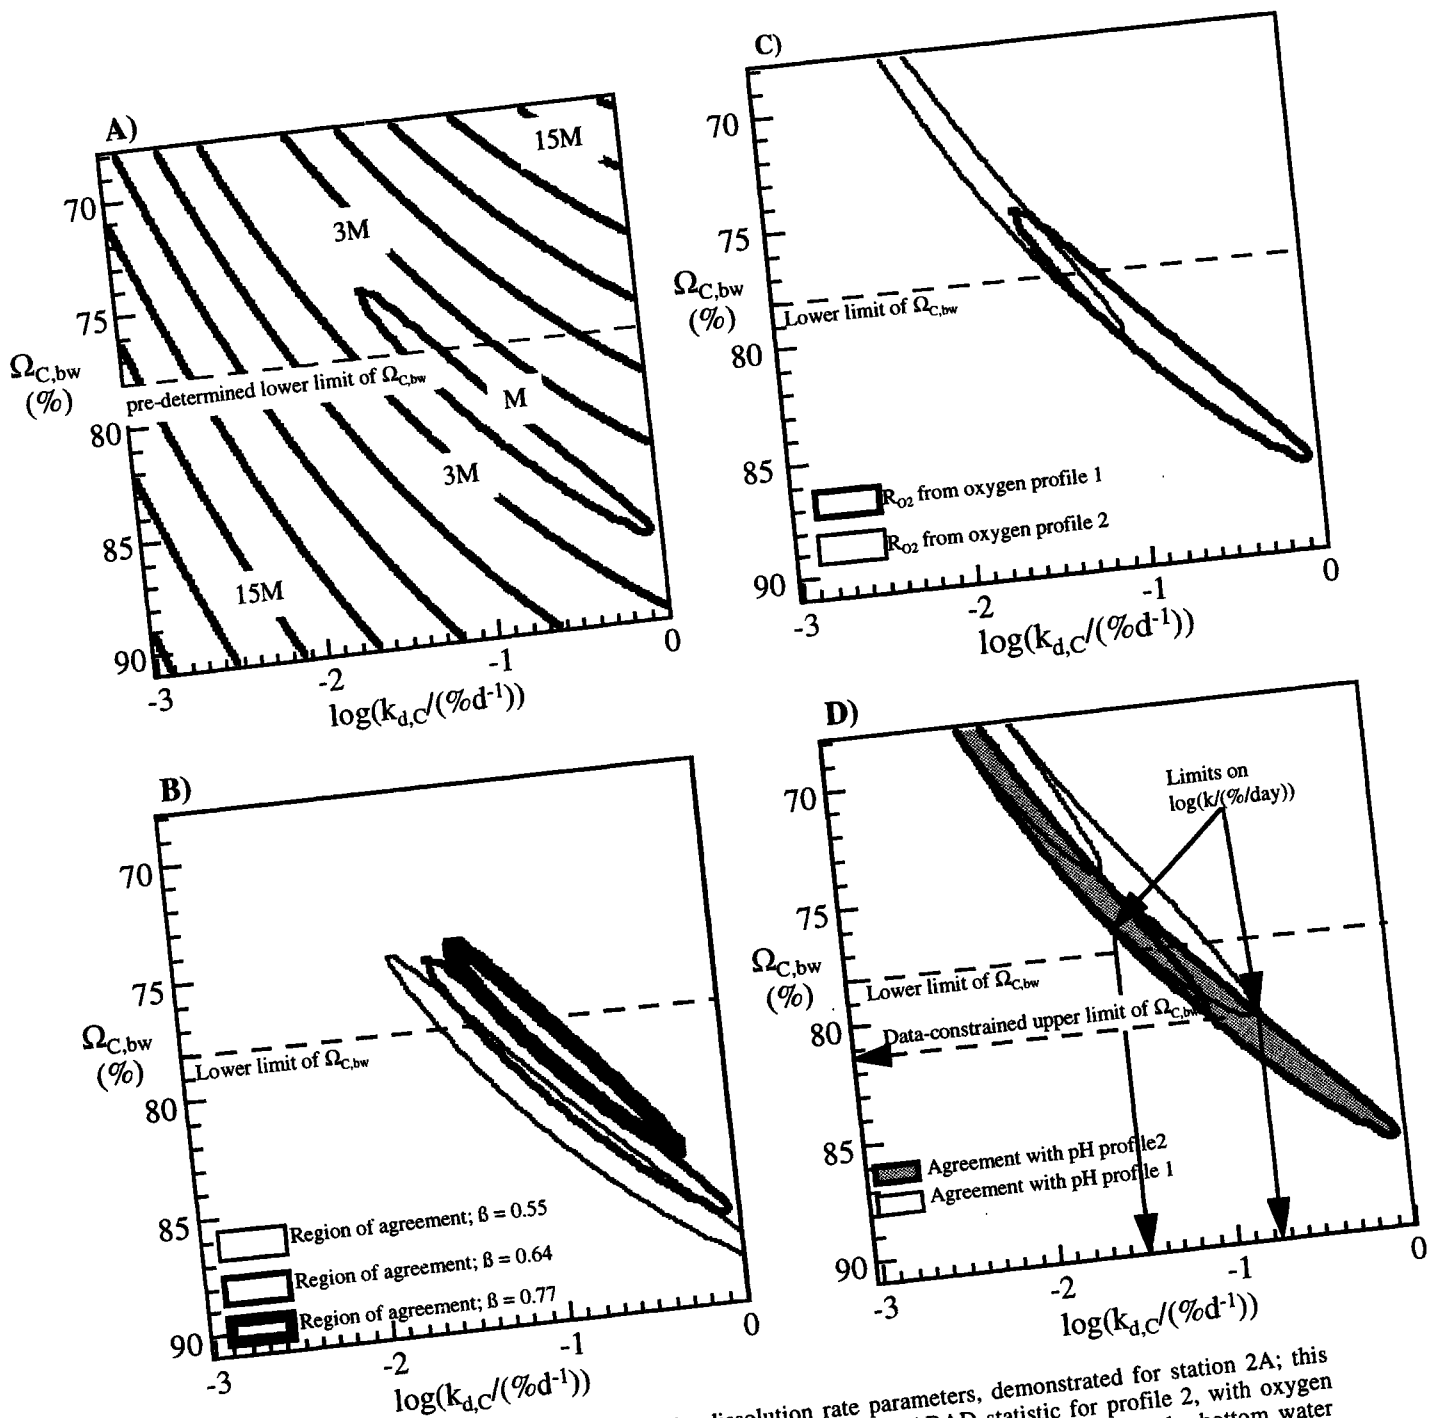 A)
70
75
80
85
90
Ω_C,bw
(%)
15M
3M
pre-determined lower limit of Ω_C,bw
M
3M
15M
-3
-2
-1
0
log(k_d,C/(%d^-1))
C)
70
75
80
85
90
Ω_C,bw
(%)
Lower limit of Ω_C,bw
R_O2 from oxygen profile 1
R_O2 from oxygen profile 2
-3
-2
-1
0
log(k_d,C/(%d^-1))
B)
70
75
80
85
90
Ω_C,bw
(%)
Lower limit of Ω_C,bw
Region of agreement; ß = 0.55
Region of agreement; ß = 0.64
Region of agreement; ß = 0.77
-3
-2
-1
0
log(k_d,C/(%d^-1))
D)
70
75
80
85
90
Ω_C,bw
(%)
Limits on
log(k/(%/day))
Lower limit of Ω_C,bw
Data-constrained upper limit of Ω_C,bw
Agreement with pH profile2
Agreement with pH profile 1
-3
-2
-1
0
log(k_d,C/(%d^-1))
dissolution rate parameters, demonstrated for station 2A; this
statistic for profile 2, with oxygen
bottom water